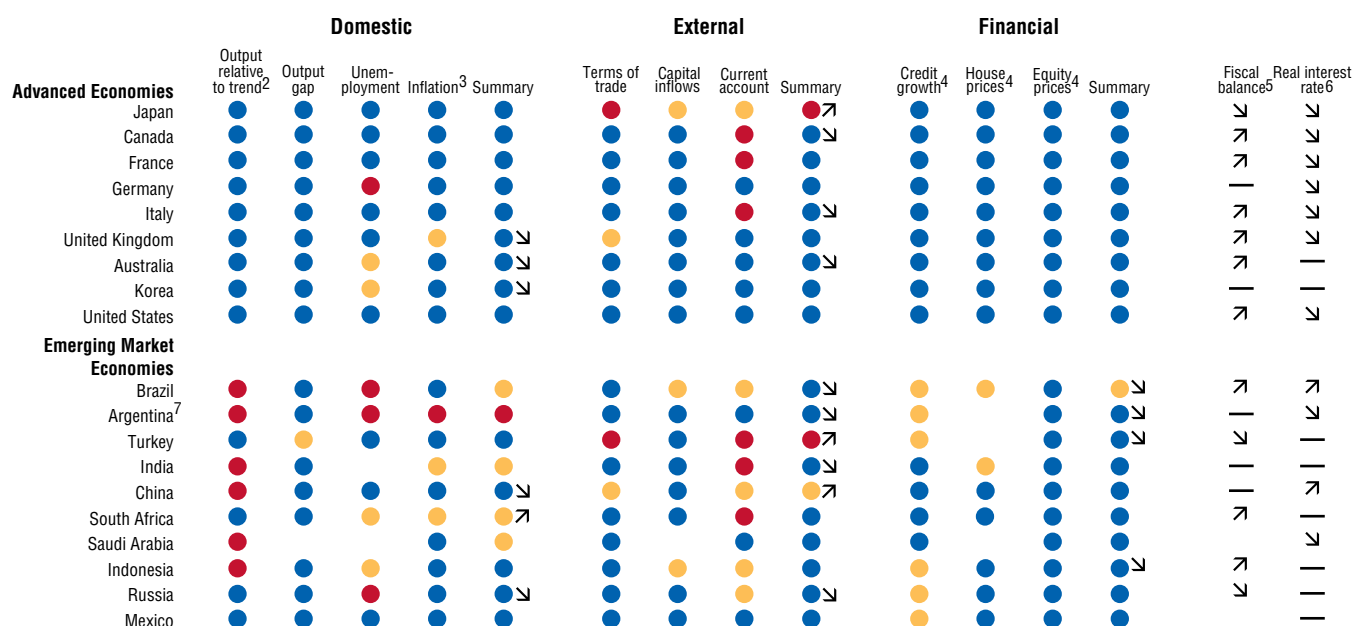 Domestic External Financial
Output
relative
to trend2
Output
gap
Unem-
ployment
Inflation3
Summary
Terms of
trade
Capital
inflows
Current
account
Summary
Credit
growth4
House
prices4
Equity
prices4
Summary
Fiscal
balance5
Real interest
rate6
Advanced Economies
Japan
Canada
France
Germany
Italy
United Kingdom
Australia
Korea
United States
Emerging Market
Economies
Brazil
Argentina7
Turkey
India
China
South Africa
Saudi Arabia
Indonesia
Russia
Mexico